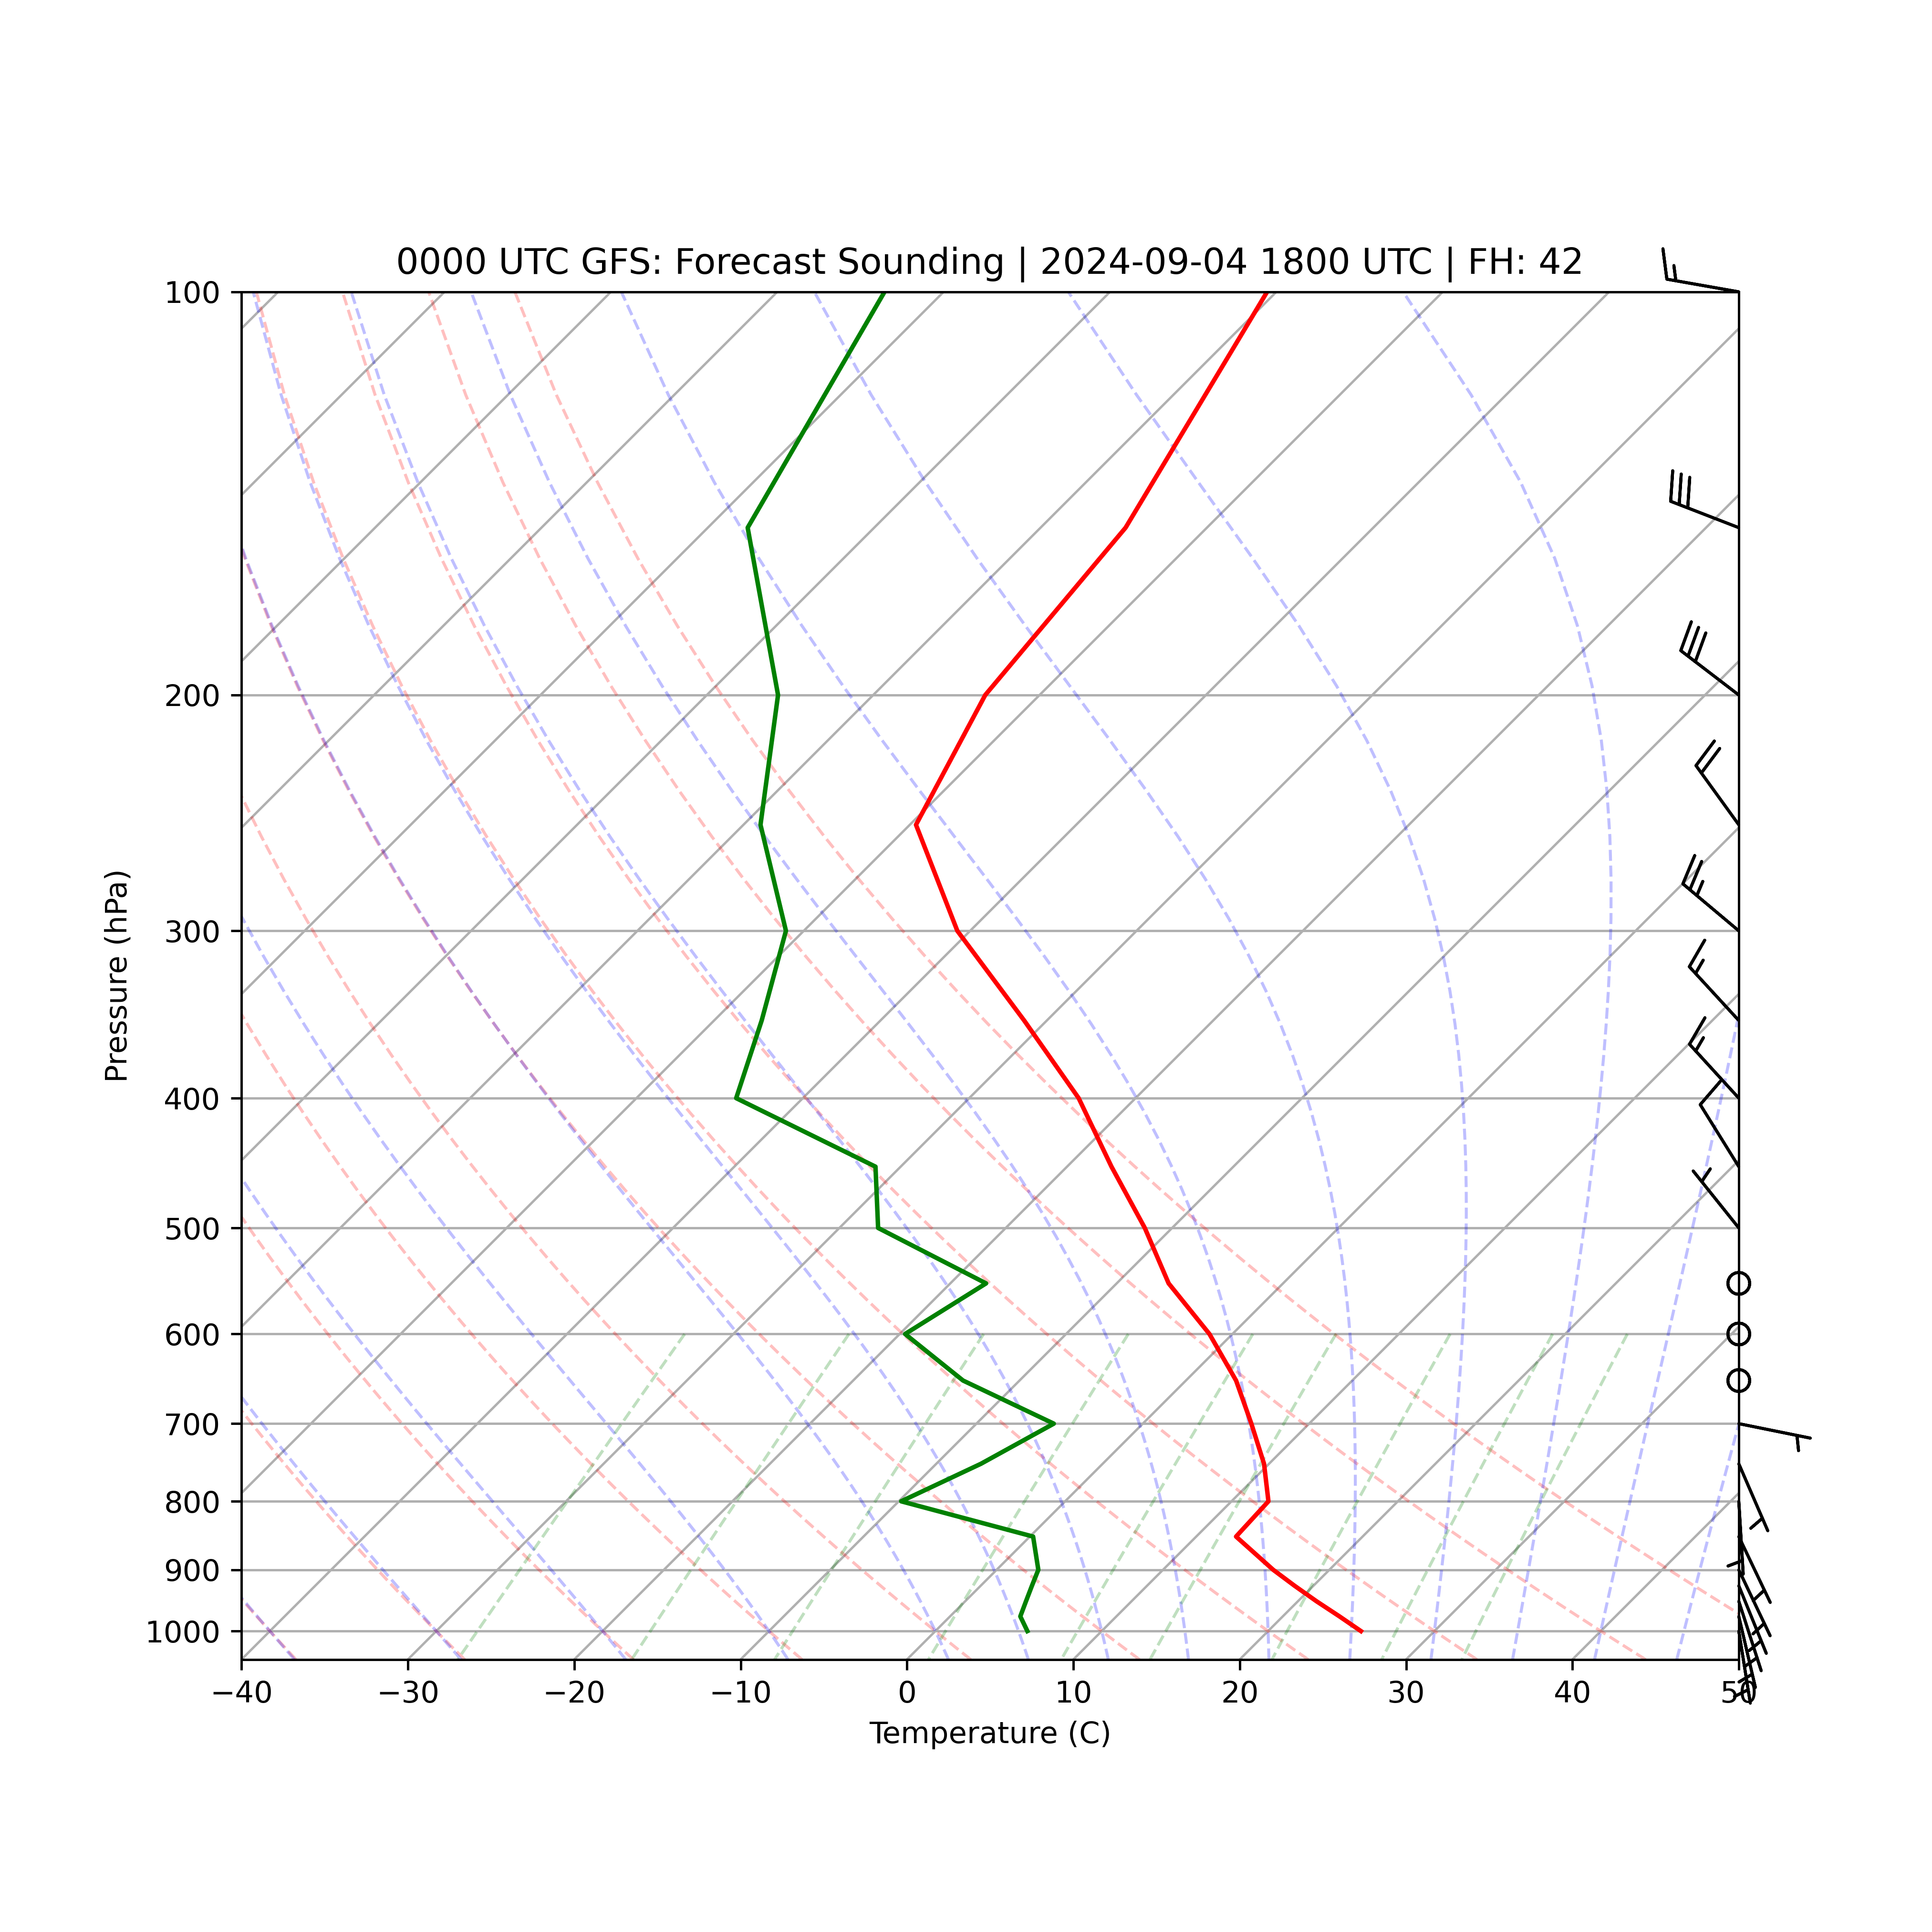 0000 UTC GFS: Forecast Sounding | 2024-09-04 1800 UTC | FH: 42
100
200
300
400
500
600
700
800
900
1000
Pressure (hPa)
−40 −30 −20 −10 0 10 20 30 40 50
Temperature (C)